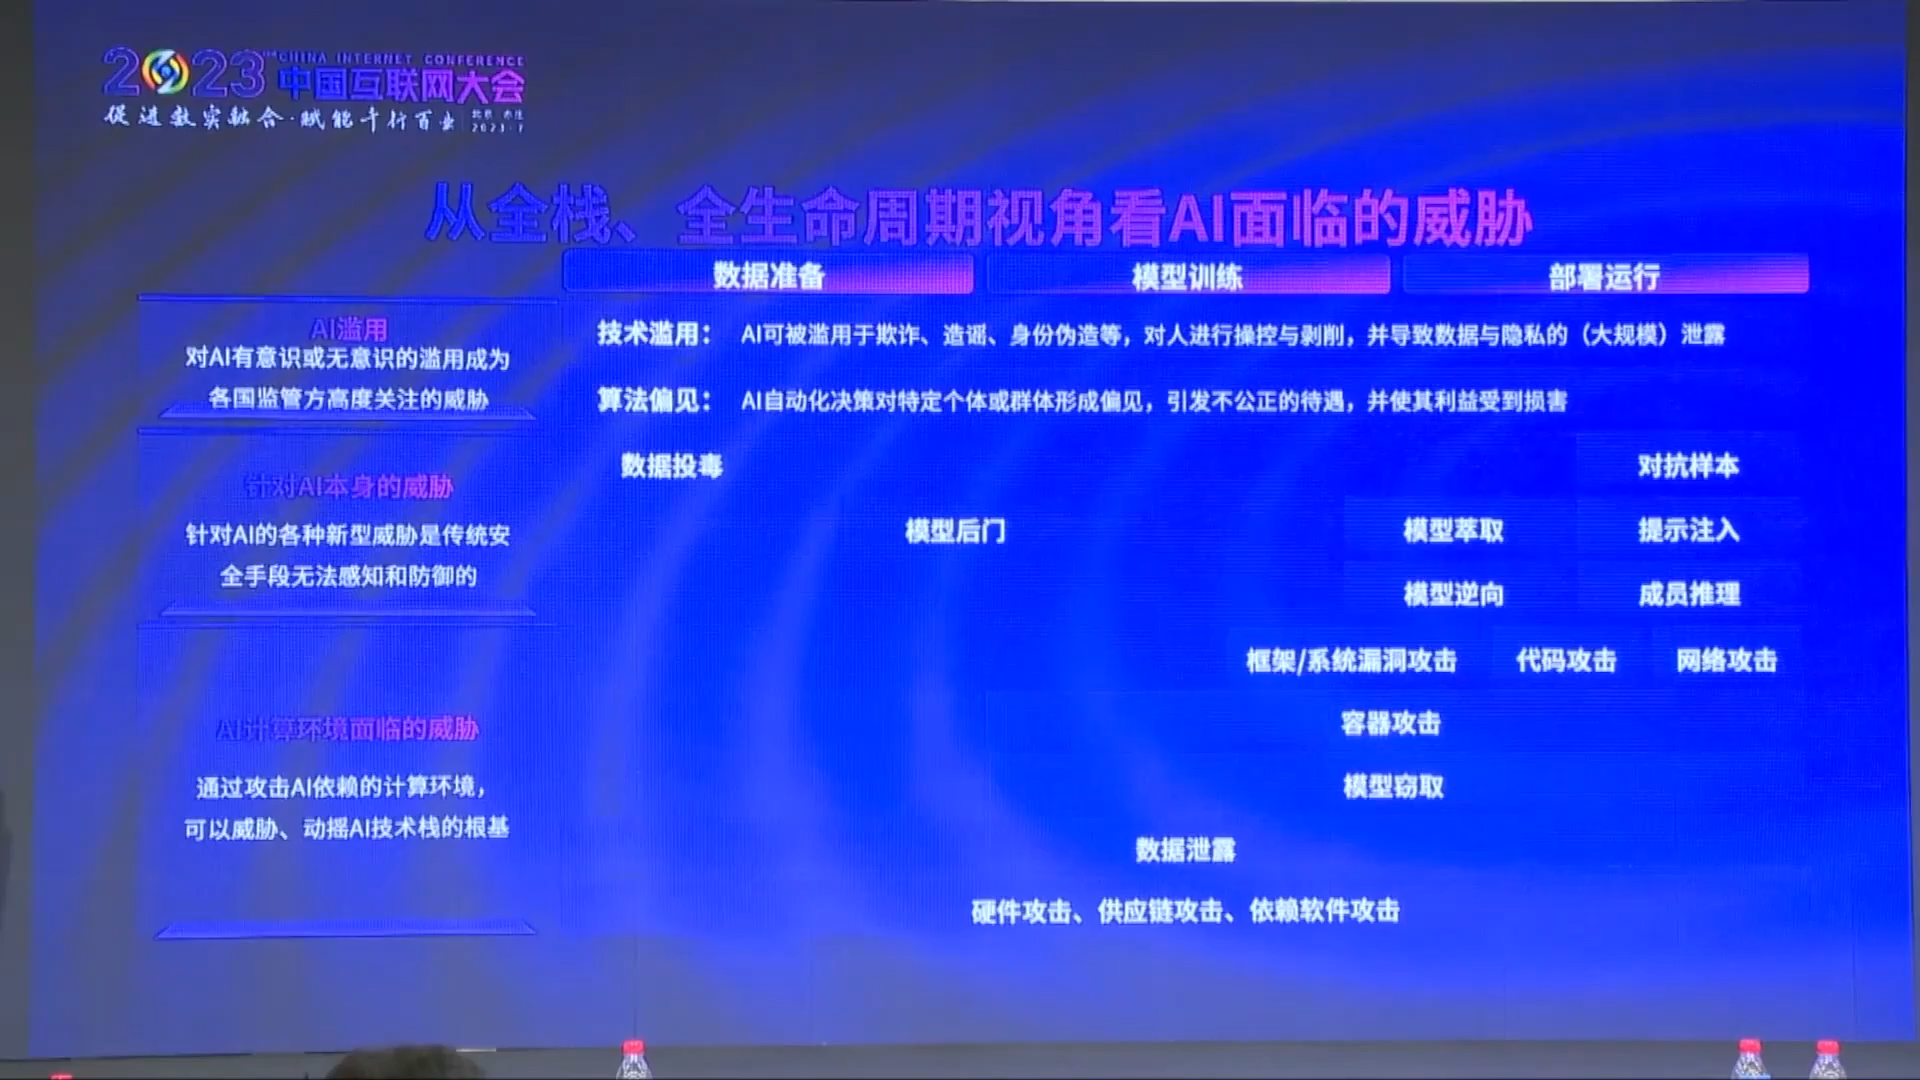 2023 CHINA INTERNET CONFERENCE
中国互联网大会
促进数实融合·赋能千行百业
2023·7
从全栈、全生命周期视角看AI面临的威胁
数据准备 模型训练 部署运行
AI滥用
对AI有意识或无意识的滥用成为
各国监管方高度关注的威胁
技术滥用： AI可被滥用于欺诈、造谣、身份伪造等，对人进行操控与剥削，并导致数据与隐私的（大规模）泄露
算法偏见： AI自动化决策对特定个体或群体形成偏见，引发不公正的待遇，并使其利益受到损害
针对AI本身的威胁
针对AI的各种新型威胁是传统安
全手段无法感知和防御的
数据投毒 对抗样本
模型后门 模型萃取 提示注入
模型逆向 成员推理
AI计算环境面临的威胁
通过攻击AI依赖的计算环境，
可以威胁、动摇AI技术栈的根基
框架/系统漏洞攻击 代码攻击 网络攻击
容器攻击
模型窃取
数据泄露
硬件攻击、供应链攻击、依赖软件攻击